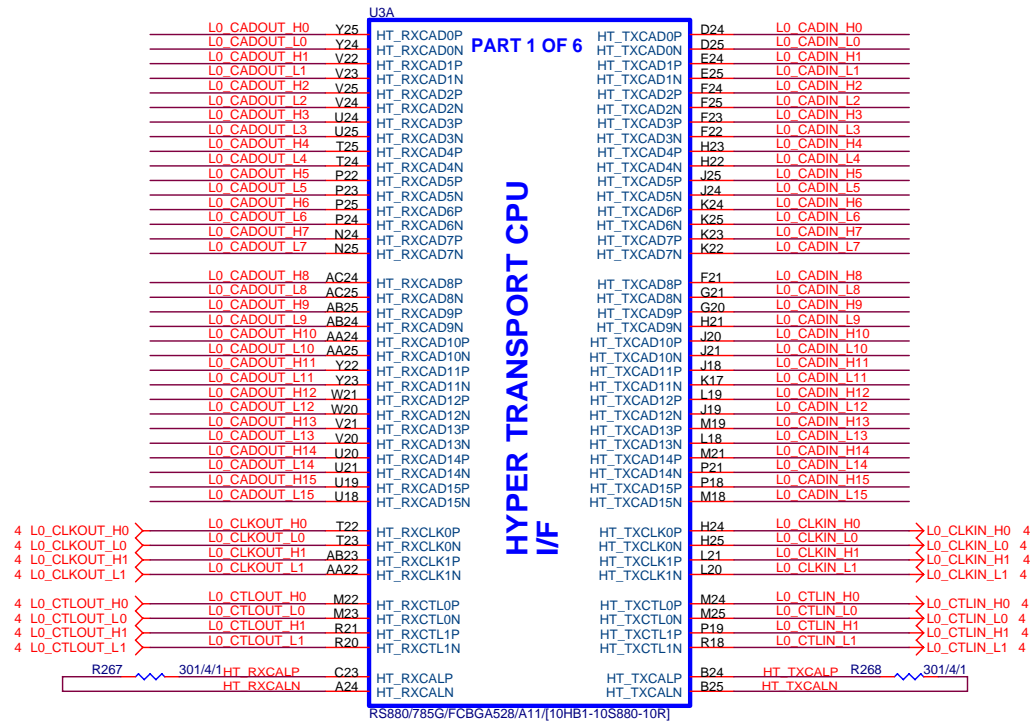 U3A
PART 1 OF 6
HYPER TRANSPORT CPU
I/F
L0_CADOUT_H0 Y25 HT_RXCAD0P HT_TXCAD0P D24 L0_CADIN_H0
L0_CADOUT_L0 Y24 HT_RXCAD0N HT_TXCAD0N D25 L0_CADIN_L0
L0_CADOUT_H1 V22 HT_RXCAD1P HT_TXCAD1P E24 L0_CADIN_H1
L0_CADOUT_L1 V23 HT_RXCAD1N HT_TXCAD1N E25 L0_CADIN_L1
L0_CADOUT_H2 V25 HT_RXCAD2P HT_TXCAD2P F24 L0_CADIN_H2
L0_CADOUT_L2 V24 HT_RXCAD2N HT_TXCAD2N F25 L0_CADIN_L2
L0_CADOUT_H3 U24 HT_RXCAD3P HT_TXCAD3P F23 L0_CADIN_H3
L0_CADOUT_L3 U25 HT_RXCAD3N HT_TXCAD3N F22 L0_CADIN_L3
L0_CADOUT_H4 T25 HT_RXCAD4P HT_TXCAD4P H23 L0_CADIN_H4
L0_CADOUT_L4 T24 HT_RXCAD4N HT_TXCAD4N H22 L0_CADIN_L4
L0_CADOUT_H5 P22 HT_RXCAD5P HT_TXCAD5P J25 L0_CADIN_H5
L0_CADOUT_L5 P23 HT_RXCAD5N HT_TXCAD5N J24 L0_CADIN_L5
L0_CADOUT_H6 P25 HT_RXCAD6P HT_TXCAD6P K24 L0_CADIN_H6
L0_CADOUT_L6 P24 HT_RXCAD6N HT_TXCAD6N K25 L0_CADIN_L6
L0_CADOUT_H7 N24 HT_RXCAD7P HT_TXCAD7P K23 L0_CADIN_H7
L0_CADOUT_L7 N25 HT_RXCAD7N HT_TXCAD7N K22 L0_CADIN_L7
L0_CADOUT_H8 AC24 HT_RXCAD8P HT_TXCAD8P F21 L0_CADIN_H8
L0_CADOUT_L8 AC25 HT_RXCAD8N HT_TXCAD8N G21 L0_CADIN_L8
L0_CADOUT_H9 AB25 HT_RXCAD9P HT_TXCAD9P G20 L0_CADIN_H9
L0_CADOUT_L9 AB24 HT_RXCAD9N HT_TXCAD9N H21 L0_CADIN_L9
L0_CADOUT_H10 AA24 HT_RXCAD10P HT_TXCAD10P J20 L0_CADIN_H10
L0_CADOUT_L10 AA25 HT_RXCAD10N HT_TXCAD10N J21 L0_CADIN_L10
L0_CADOUT_H11 Y22 HT_RXCAD11P HT_TXCAD11P J18 L0_CADIN_H11
L0_CADOUT_L11 Y23 HT_RXCAD11N HT_TXCAD11N K17 L0_CADIN_L11
L0_CADOUT_H12 W21 HT_RXCAD12P HT_TXCAD12P L19 L0_CADIN_H12
L0_CADOUT_L12 W20 HT_RXCAD12N HT_TXCAD12N J19 L0_CADIN_L12
L0_CADOUT_H13 V21 HT_RXCAD13P HT_TXCAD13P M19 L0_CADIN_H13
L0_CADOUT_L13 V20 HT_RXCAD13N HT_TXCAD13N L18 L0_CADIN_L13
L0_CADOUT_H14 U20 HT_RXCAD14P HT_TXCAD14P M21 L0_CADIN_H14
L0_CADOUT_L14 U21 HT_RXCAD14N HT_TXCAD14N P21 L0_CADIN_L14
L0_CADOUT_H15 U19 HT_RXCAD15P HT_TXCAD15P P18 L0_CADIN_H15
L0_CADOUT_L15 U18 HT_RXCAD15N HT_TXCAD15N M18 L0_CADIN_L15
4 L0_CLKOUT_H0 L0_CLKOUT_H0 T22 HT_RXCLK0P HT_TXCLK0P H24 L0_CLKIN_H0 L0_CLKIN_H0 4
4 L0_CLKOUT_L0 L0_CLKOUT_L0 T23 HT_RXCLK0N HT_TXCLK0N H25 L0_CLKIN_L0 L0_CLKIN_L0 4
4 L0_CLKOUT_H1 L0_CLKOUT_H1 AB23 HT_RXCLK1P HT_TXCLK1P L21 L0_CLKIN_H1 L0_CLKIN_H1 4
4 L0_CLKOUT_L1 L0_CLKOUT_L1 AA22 HT_RXCLK1N HT_TXCLK1N L20 L0_CLKIN_L1 L0_CLKIN_L1 4
4 L0_CTLOUT_H0 L0_CTLOUT_H0 M22 HT_RXCTL0P HT_TXCTL0P M24 L0_CTLIN_H0 L0_CTLIN_H0 4
4 L0_CTLOUT_L0 L0_CTLOUT_L0 M23 HT_RXCTL0N HT_TXCTL0N M25 L0_CTLIN_L0 L0_CTLIN_L0 4
4 L0_CTLOUT_H1 L0_CTLOUT_H1 R21 HT_RXCTL1P HT_TXCTL1P P19 L0_CTLIN_H1 L0_CTLIN_H1 4
4 L0_CTLOUT_L1 L0_CTLOUT_L1 R20 HT_RXCTL1N HT_TXCTL1N R18 L0_CTLIN_L1 L0_CTLIN_L1 4
R267 301/4/1 HT_RXCALP C23 HT_RXCALP HT_TXCALP B24 HT_TXCALP R268 301/4/1
HT_RXCALN A24 HT_RXCALN HT_TXCALN B25 HT_TXCALN
RS880/785G/FCBGA528/A11/[10HB1-10S880-10R]